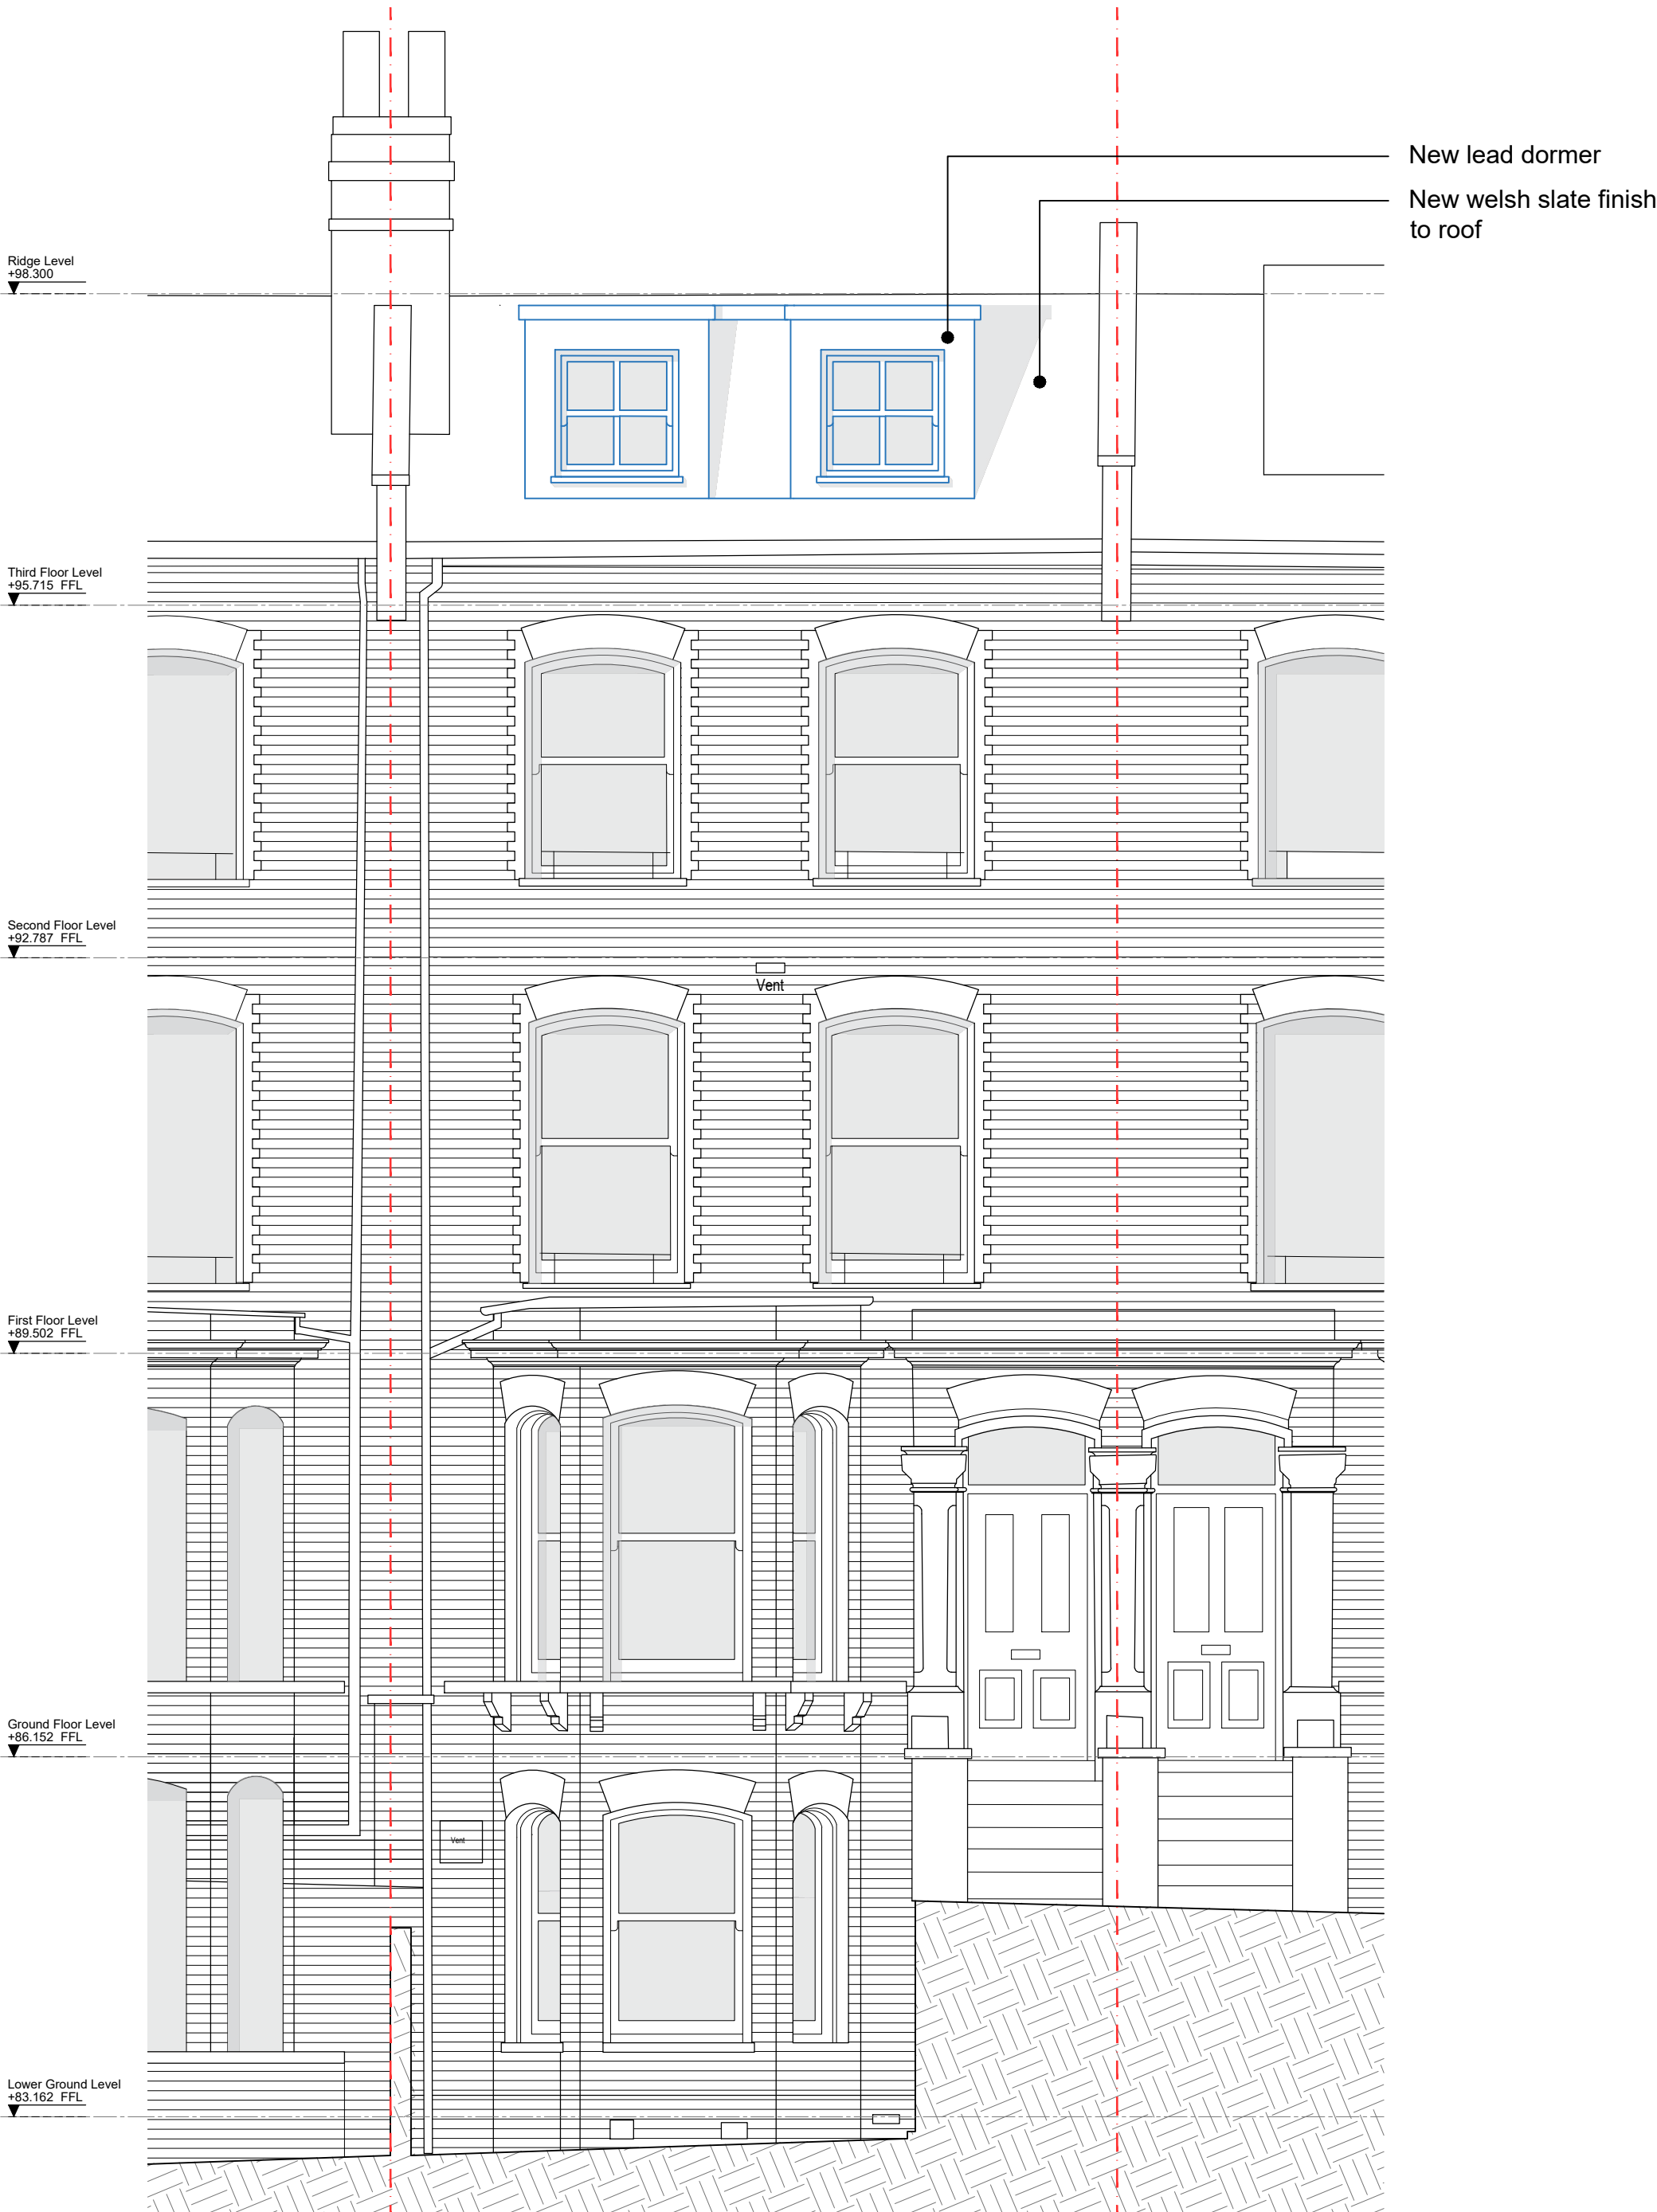 New lead dormer
New welsh slate finish
to roof
Ridge Level
+98.300
Third Floor Level
+95.715 FFL
Second Floor Level
+92.787 FFL
Vent
First Floor Level
+89.502 FFL
Ground Floor Level
+86.152 FFL
Vent
Lower Ground Level
+83.162 FFL